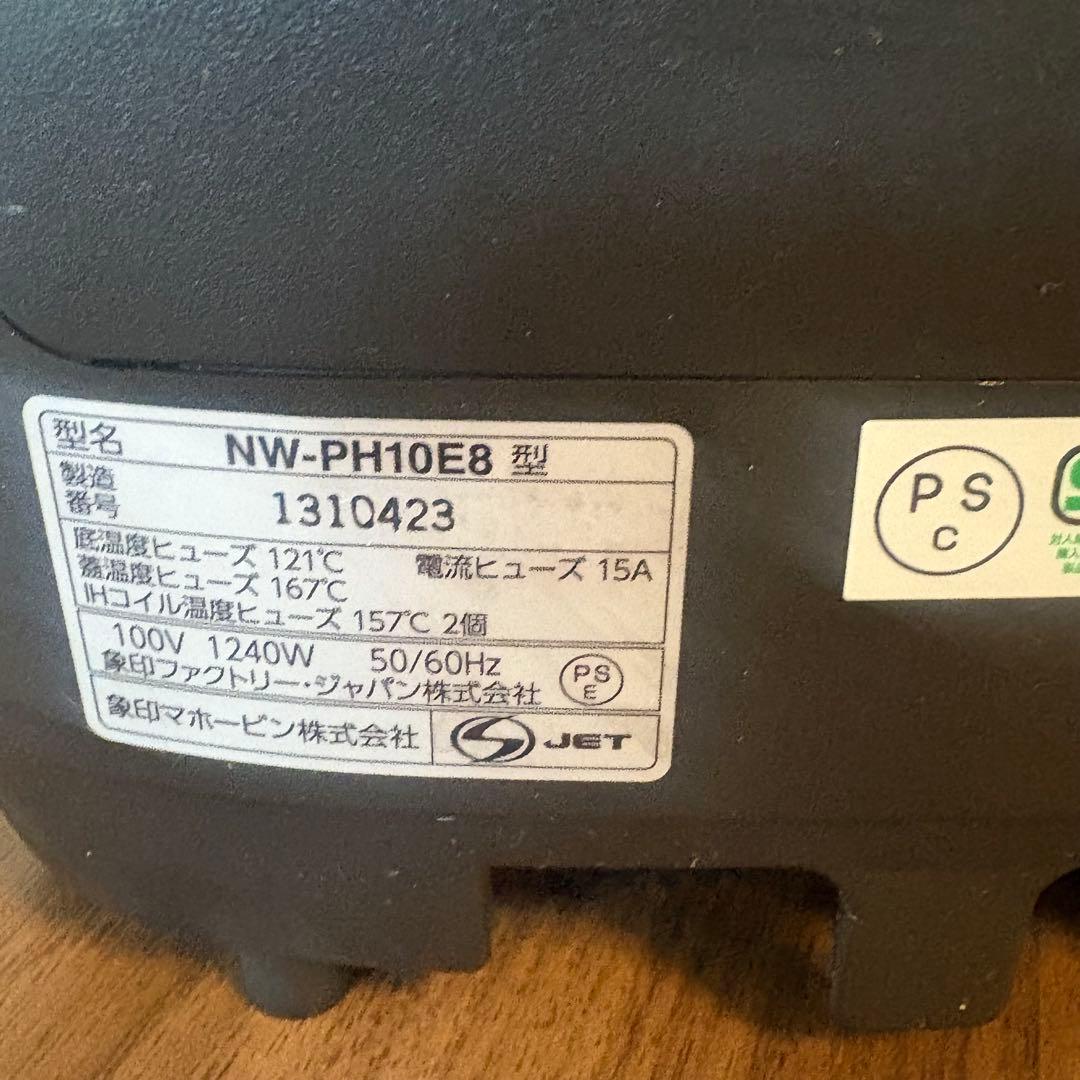 型名 NW-PH10E8 型
製造番号 1310423
底温度ヒューズ 121℃ 電流ヒューズ 15A
蓋温度ヒューズ 167℃
IHコイル温度ヒューズ 157℃ 2個
100V 1240W 50/60Hz
象印ファクトリー・ジャパン株式会社 PS E
象印マホービン株式会社 JET
PS C